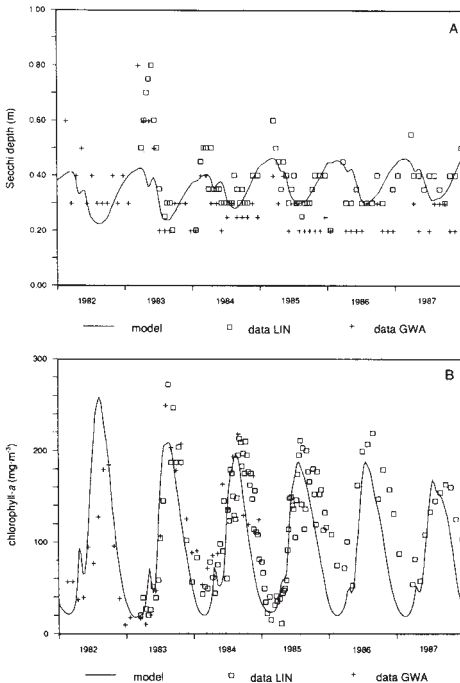 1.00
A
0.80
Secchi depth (m)
0.60
0.40
0.20
0.00
1982 1983 1984 1985 1986 1987
model data LIN data GWA
300
B
chlorophyll-a (mg·m⁻³)
200
100
0
1982 1983 1984 1985 1986 1987
model data LIN data GWA